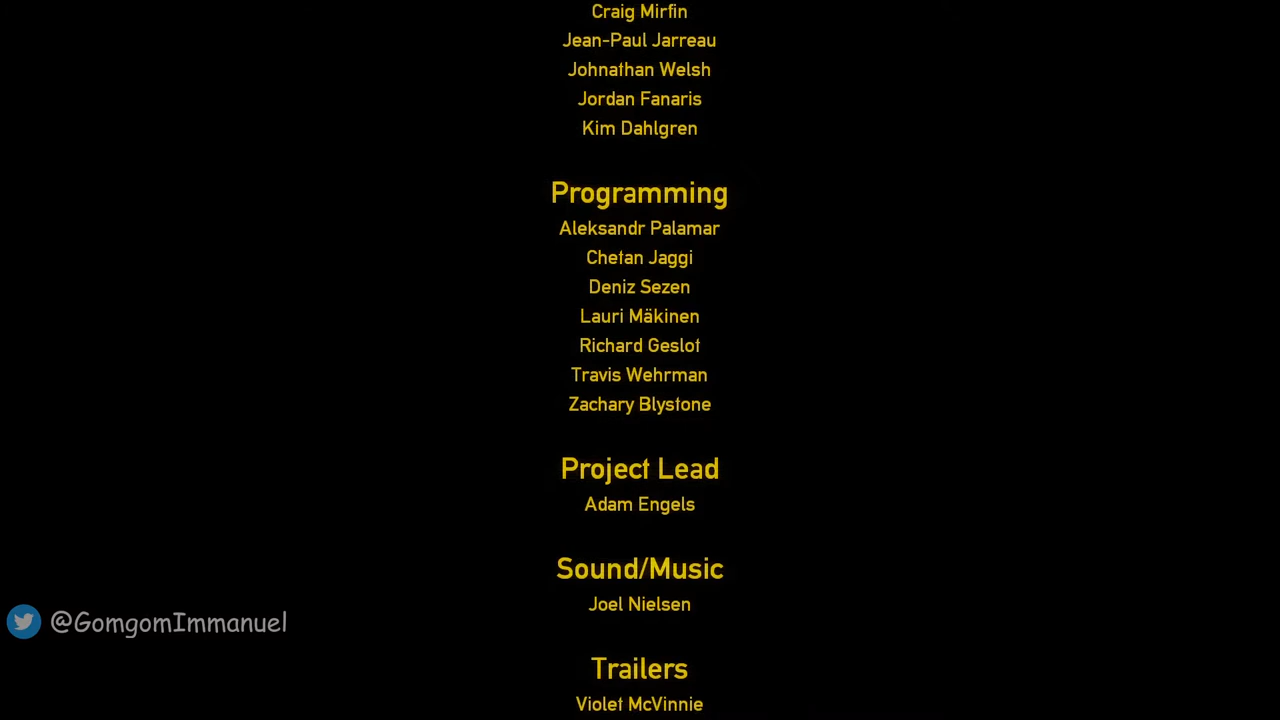 Craig Mirfin
Jean-Paul Jarreau
Johnathan Welsh
Jordan Fanaris
Kim Dahlgren
Programming
Aleksandr Palamar
Chetan Jaggi
Deniz Sezen
Lauri Mäkinen
Richard Geslot
Travis Wehrman
Zachary Blystone
Project Lead
Adam Engels
Sound/Music
Joel Nielsen
@GomgomImmanuel
Trailers
Violet McVinnie